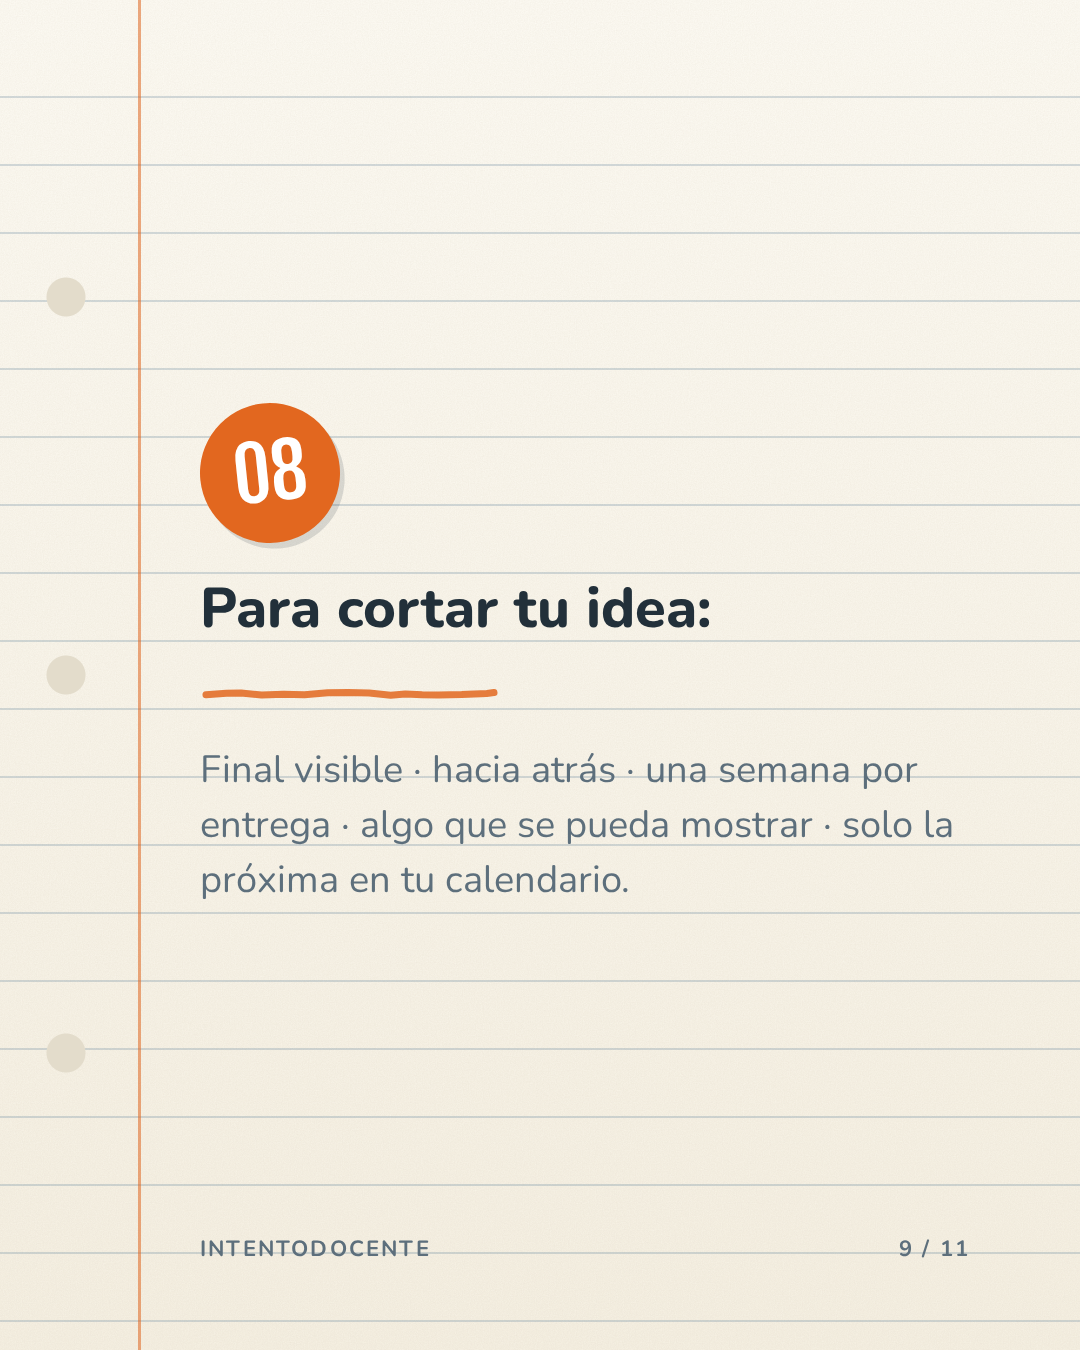 08
Para cortar tu idea:
Final visible · hacia atrás · una semana por
entrega · algo que se pueda mostrar · solo la
próxima en tu calendario.
INTENTODOCENTE
9 / 11